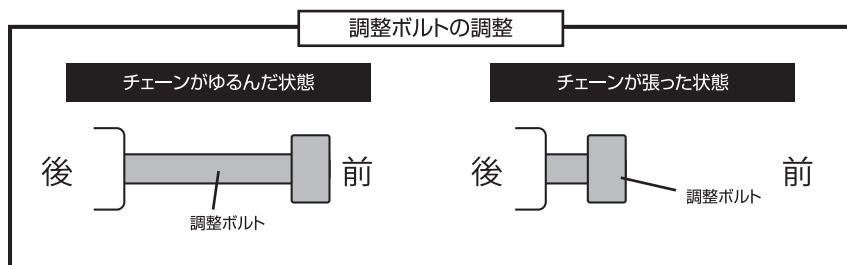 調整ボルトの調整
チェーンがゆるんだ状態
チェーンが張った状態
後
前
調整ボルト
後
前
調整ボルト